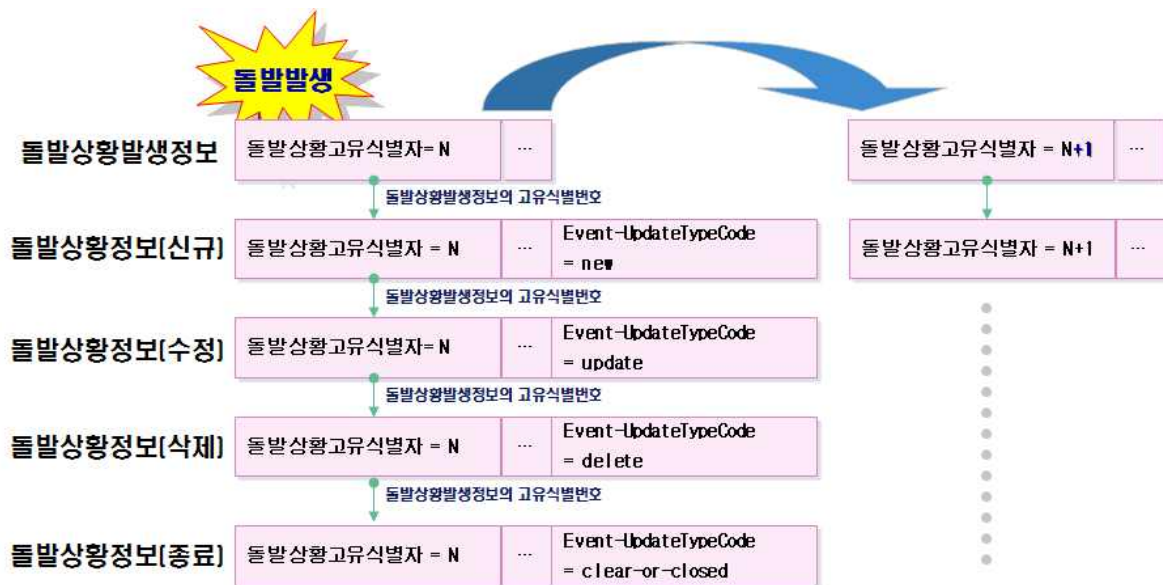 돌발발생
돌발상황발생정보 돌발상황고유식별자= N ... 돌발상황고유식별자 = N+1 ...
돌발상황발생정보의 고유식별번호
돌발상황정보(신규) 돌발상황고유식별자 = N ... Event-UpdateTypeCode = new 돌발상황고유식별자 = N+1 ...
돌발상황발생정보의 고유식별번호
돌발상황정보(수정) 돌발상황고유식별자= N ... Event-UpdateTypeCode = update
돌발상황발생정보의 고유식별번호
돌발상황정보(삭제) 돌발상황고유식별자 = N ... Event-UpdateTypeCode = delete
돌발상황발생정보의 고유식별번호
돌발상황정보(종료) 돌발상황고유식별자 = N ... Event-UpdateTypeCode = clear-or-closed